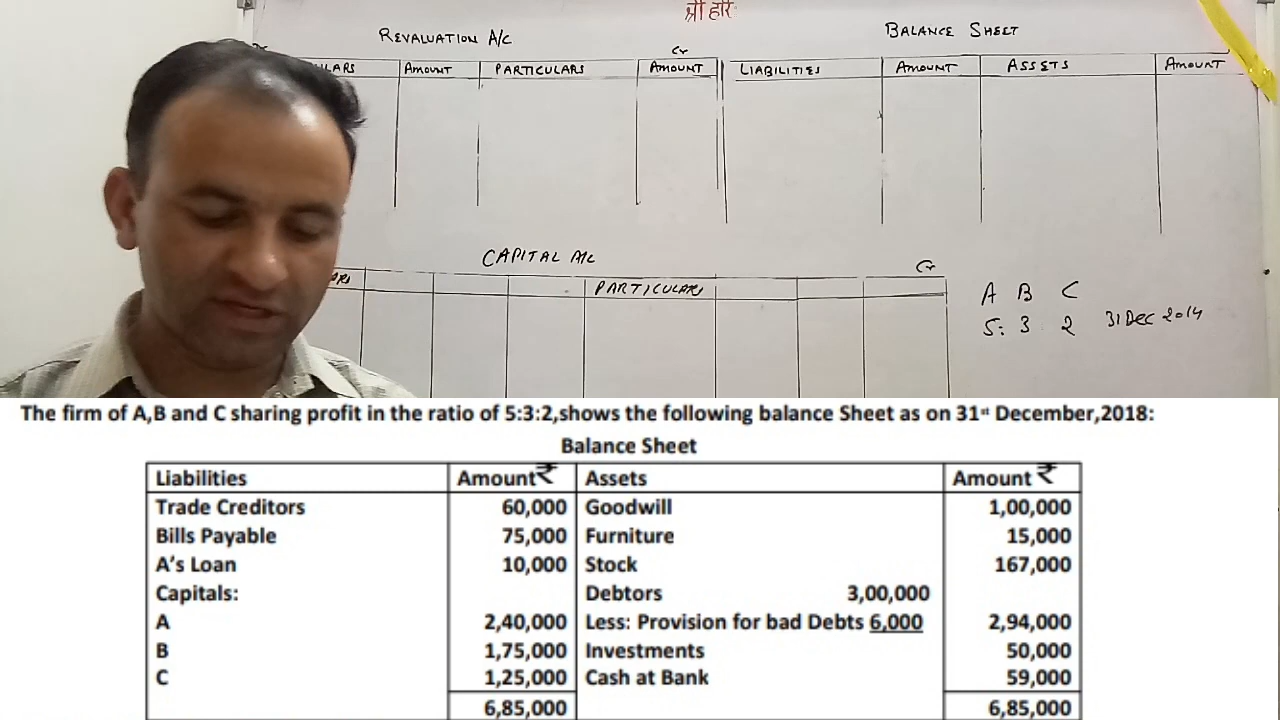 श्री हरि
REVALUATION A/C
BALANCE SHEET
Cr
LARS AMOUNT PARTICULARS AMOUNT LIABILITIES AMOUNT ASSETS AMOUNT
CAPITAL A/C
Cr
PARTICULARS
A B C
5: 3 2 31 DEC 2014
The firm of A,B and C sharing profit in the ratio of 5:3:2,shows the following balance Sheet as on 31st December,2018:
Balance Sheet
Liabilities Amount₹ Assets Amount ₹
Trade Creditors 60,000 Goodwill 1,00,000
Bills Payable 75,000 Furniture 15,000
A's Loan 10,000 Stock 167,000
Capitals: Debtors 3,00,000
A 2,40,000 Less: Provision for bad Debts 6,000 2,94,000
B 1,75,000 Investments 50,000
C 1,25,000 Cash at Bank 59,000
6,85,000 6,85,000